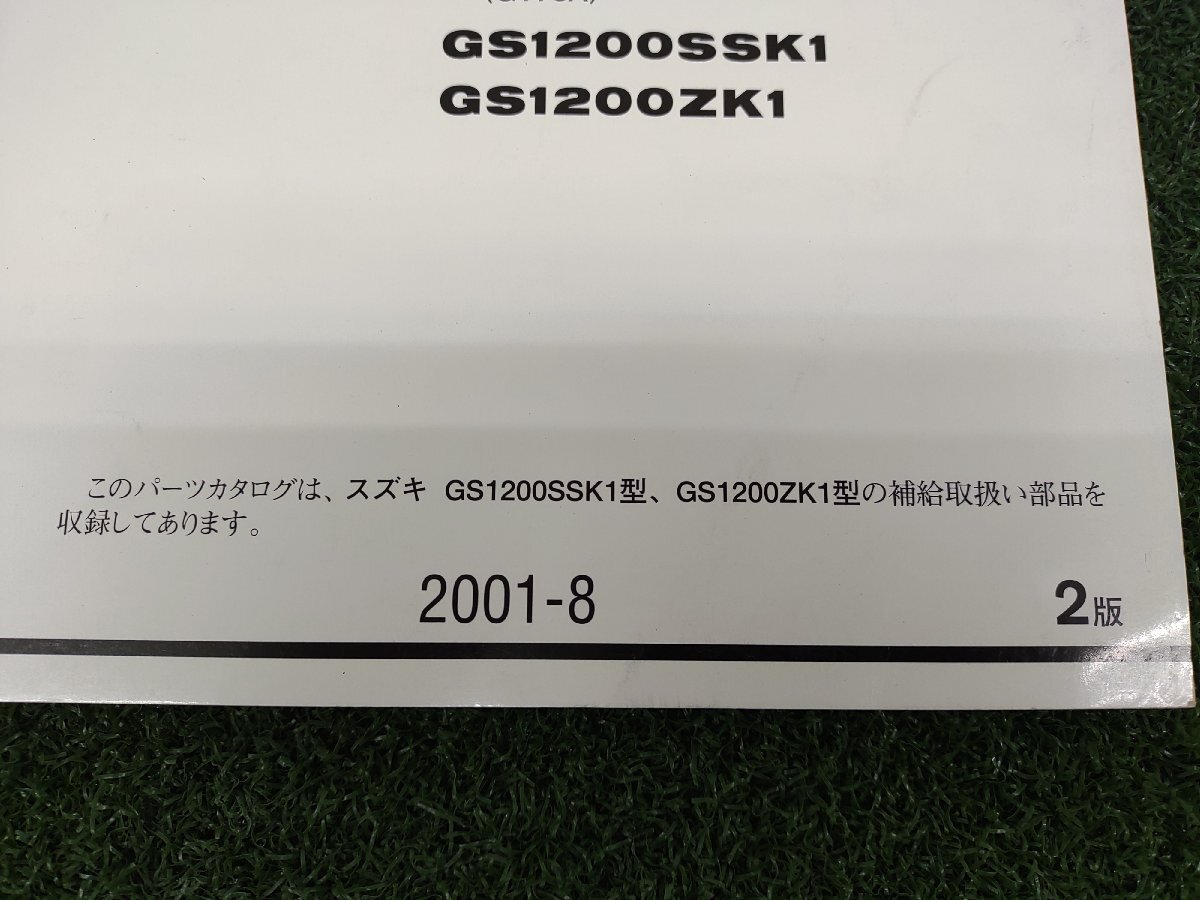 GS1200SSK1
GS1200ZK1
このパーツカタログは、スズキ GS1200SSK1型、GS1200ZK1型の補給取扱い部品を
収録してあります。
2001-8
2版